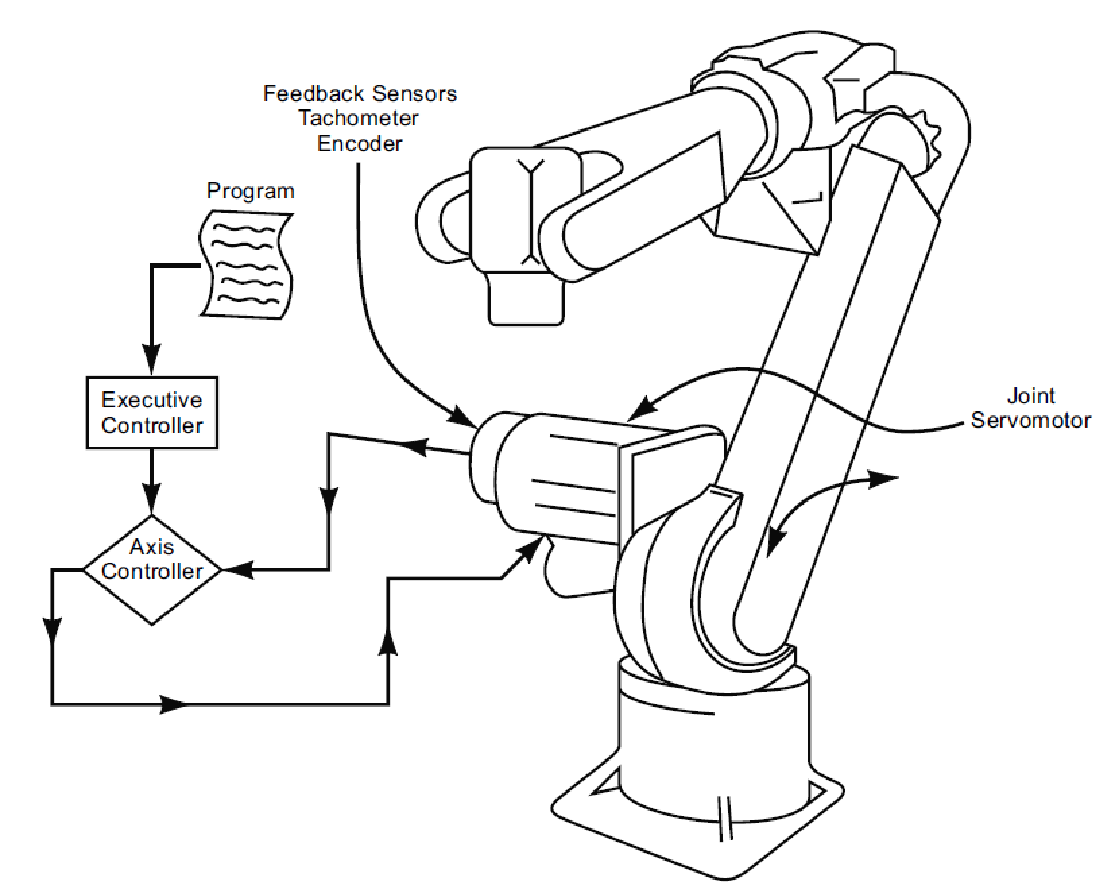 Feedback Sensors
Tachometer
Encoder
Program
Executive
Controller
Joint
Servomotor
Axis
Controller